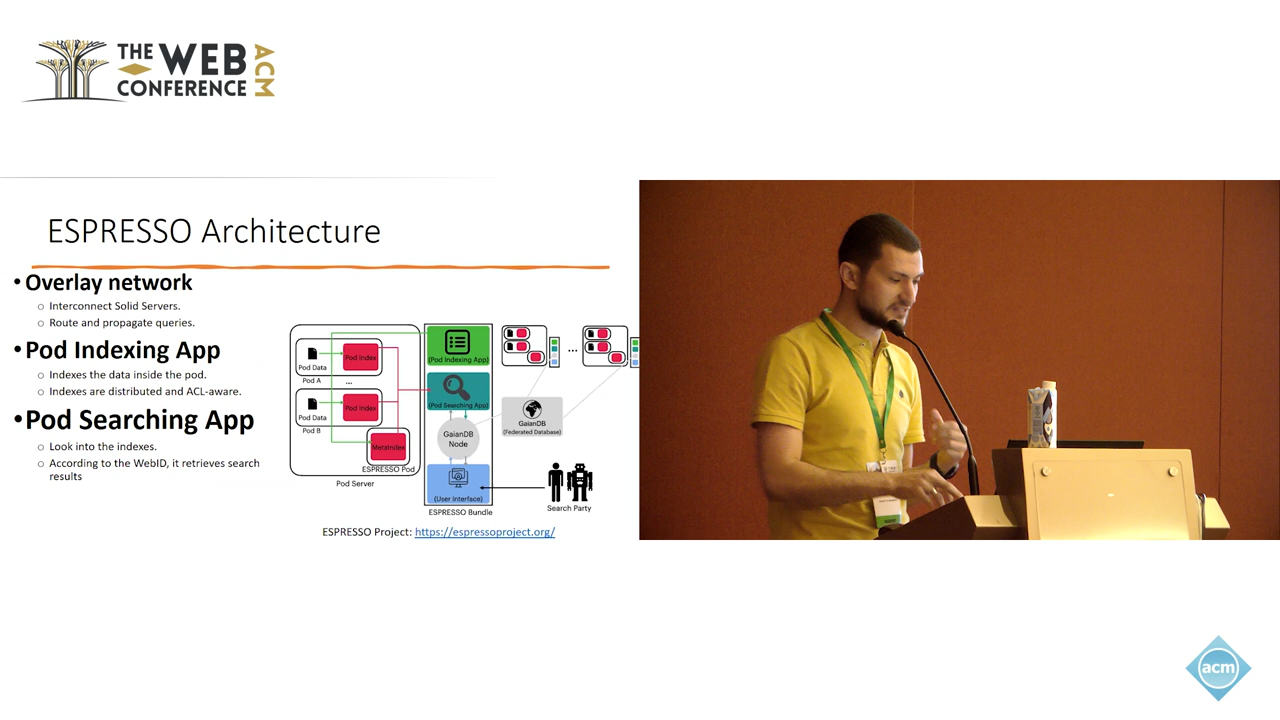 THE WEB
CONFERENCE
ACM
ESPRESSO Architecture
• Overlay network
○ Interconnect Solid Servers.
○ Route and propagate queries.
• Pod Indexing App
○ Indexes the data inside the pod.
○ Indexes are distributed and ACL-aware.
• Pod Searching App
○ Look into the indexes.
○ According to the WebID, it retrieves search
results
Pod Data
Pod Index
Pod A
...
Pod Data
Pod Index
Pod B
MetaIndex
ESPRESSO Pod
Pod Server
(Pod Indexing App)
(Pod Searching App)
GaianDB
Node
(User Interface)
ESPRESSO Bundle
...
GaianDB
(Federated Database)
Search Party
ESPRESSO Project: https://espressoproject.org/
acm